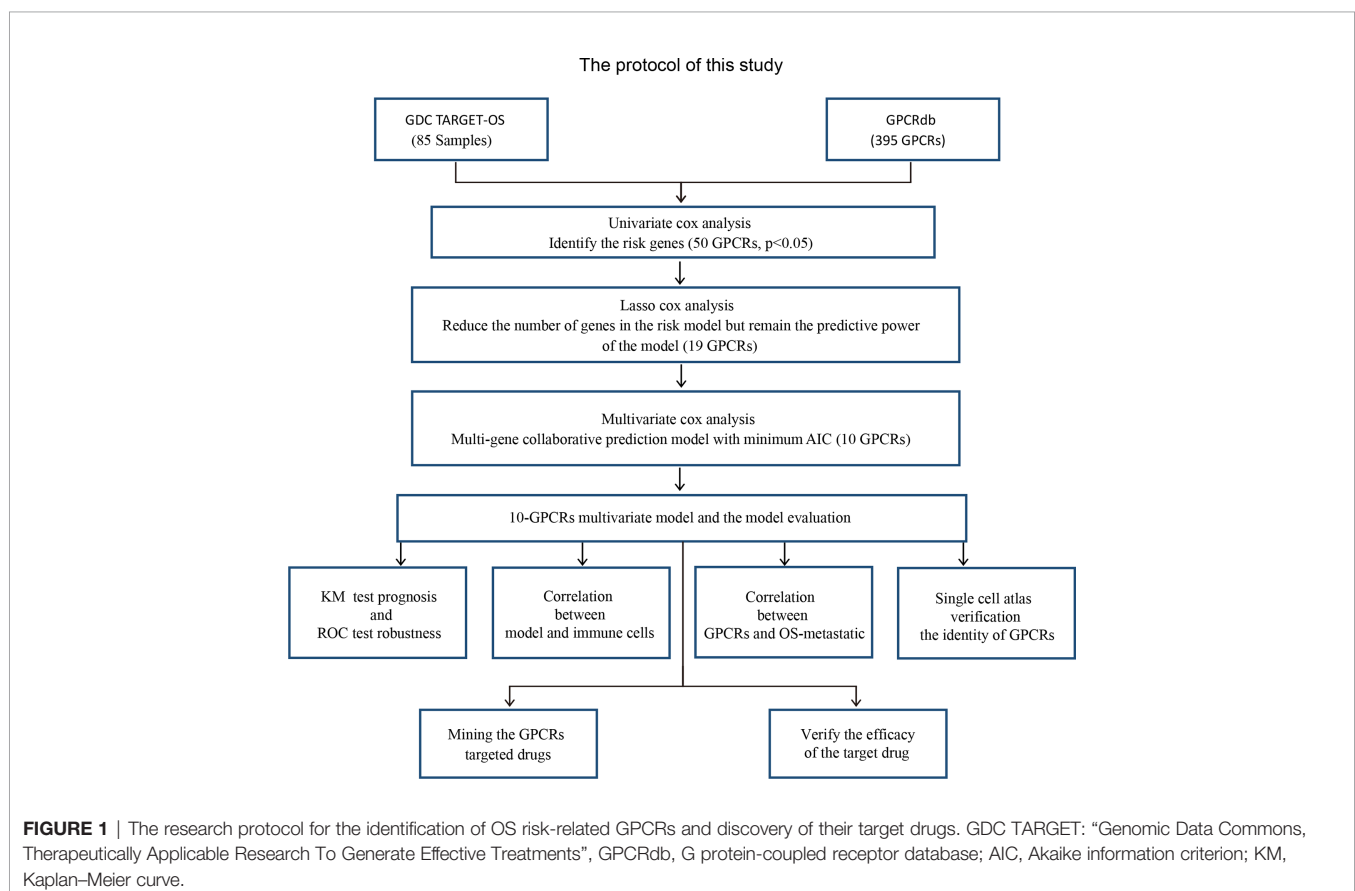 The protocol of this study
GDC TARGET-OS
(85 Samples)
GPCRdb
(395 GPCRs)
Univariate cox analysis
Identify the risk genes (50 GPCRs, p<0.05)
Lasso cox analysis
Reduce the number of genes in the risk model but remain the predictive power
of the model (19 GPCRs)
Multivariate cox analysis
Multi-gene collaborative prediction model with minimum AIC (10 GPCRs)
10-GPCRs multivariate model and the model evaluation
KM test prognosis
and
ROC test robustness
Correlation
between
model and immune cells
Correlation
between
GPCRs and OS-metastatic
Single cell atlas
verification
the identity of GPCRs
Mining the GPCRs
targeted drugs
Verify the efficacy
of the target drug
FIGURE 1 | The research protocol for the identification of OS risk-related GPCRs and discovery of their target drugs. GDC TARGET: “Genomic Data Commons,
Therapeutically Applicable Research To Generate Effective Treatments”, GPCRdb, G protein-coupled receptor database; AIC, Akaike information criterion; KM,
Kaplan–Meier curve.